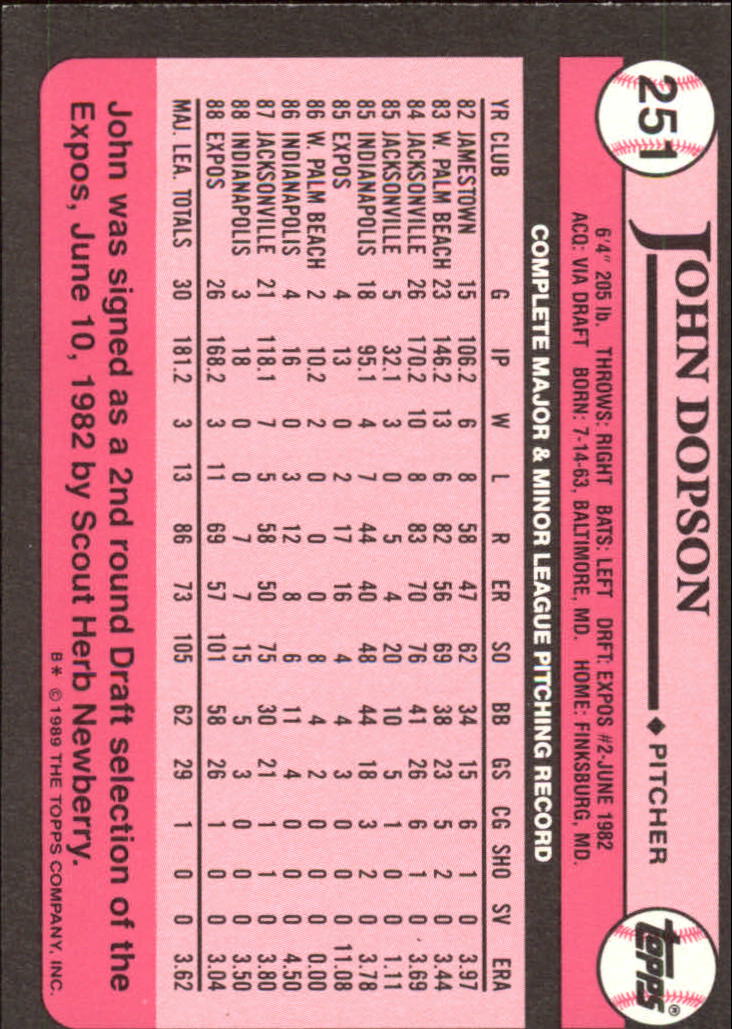 251
JOHN DOPSON ◆ PITCHER
topps®
6'4" 205 lb. THROWS: RIGHT BATS: LEFT DRFT: EXPOS #2-JUNE 1982
ACQ: VIA DRAFT BORN: 7-14-63, BALTIMORE, MD. HOME: FINKSBURG, MD.
COMPLETE MAJOR & MINOR LEAGUE PITCHING RECORD
YR CLUB G IP W L R ER SO BB GS CG SHO SV ERA
82 JAMESTOWN 15 106.2 6 8 58 47 62 34 15 6 1 0 3.97
83 W. PALM BEACH 23 146.2 13 6 82 56 69 38 23 5 2 0 3.44
84 JACKSONVILLE 26 170.2 10 8 83 70 76 41 26 6 1 0 3.69
85 JACKSONVILLE 5 32.1 3 0 5 4 20 10 5 1 0 0 1.11
85 INDIANAPOLIS 18 95.1 4 7 44 40 48 44 18 3 2 0 3.78
85 EXPOS 4 13 0 2 17 16 4 4 3 0 0 0 11.08
86 W. PALM BEACH 2 10.2 2 0 0 0 8 4 2 0 0 0 0.00
86 INDIANAPOLIS 4 16 0 3 12 8 6 11 4 0 0 0 4.50
87 JACKSONVILLE 21 118.1 7 5 58 50 75 30 21 1 1 0 3.80
88 INDIANAPOLIS 3 18 0 0 7 7 15 5 3 0 0 0 3.50
88 EXPOS 26 168.2 3 11 69 57 101 58 26 1 0 0 3.04
MAJ. LEA. TOTALS 30 181.2 3 13 86 73 105 62 29 1 0 0 3.62
John was signed as a 2nd round Draft selection of the
Expos, June 10, 1982 by Scout Herb Newberry.
B* © 1989 THE TOPPS COMPANY, INC.